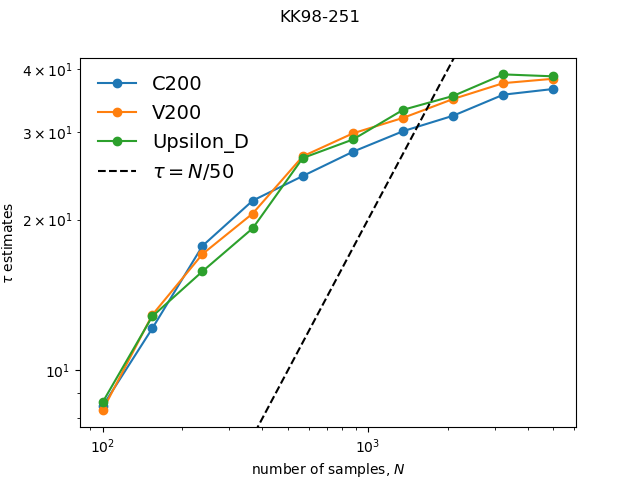 KK98-251
4 × 10¹
3 × 10¹
2 × 10¹
10¹
τ estimates
C200
V200
Upsilon_D
τ = N/50
10²
10³
number of samples, N